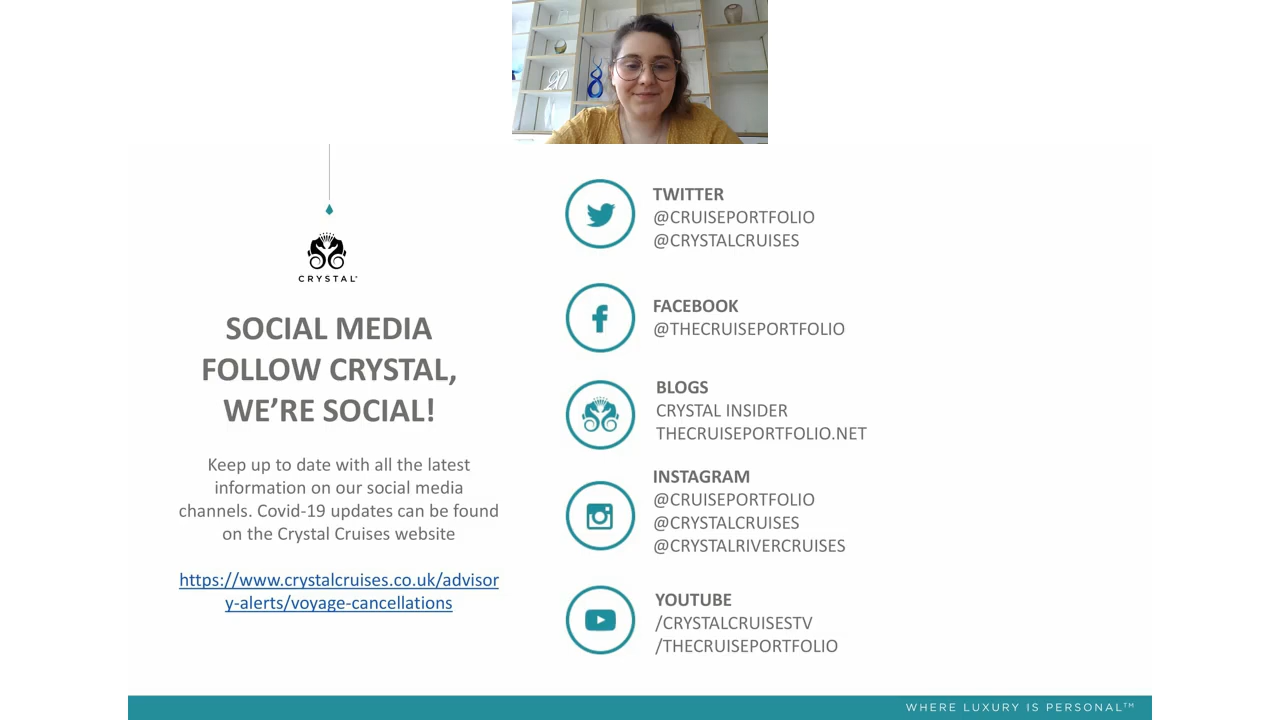 CRYSTAL
SOCIAL MEDIA
FOLLOW CRYSTAL,
WE'RE SOCIAL!
Keep up to date with all the latest
information on our social media
channels. Covid-19 updates can be found
on the Crystal Cruises website
https://www.crystalcruises.co.uk/advisor
y-alerts/voyage-cancellations
TWITTER
@CRUISEPORTFOLIO
@CRYSTALCRUISES
FACEBOOK
@THECRUISEPORTFOLIO
BLOGS
CRYSTAL INSIDER
THECRUISEPORTFOLIO.NET
INSTAGRAM
@CRUISEPORTFOLIO
@CRYSTALCRUISES
@CRYSTALRIVERCRUISES
YOUTUBE
/CRYSTALCRUISESTV
/THECRUISEPORTFOLIO
WHERE LUXURY IS PERSONAL™